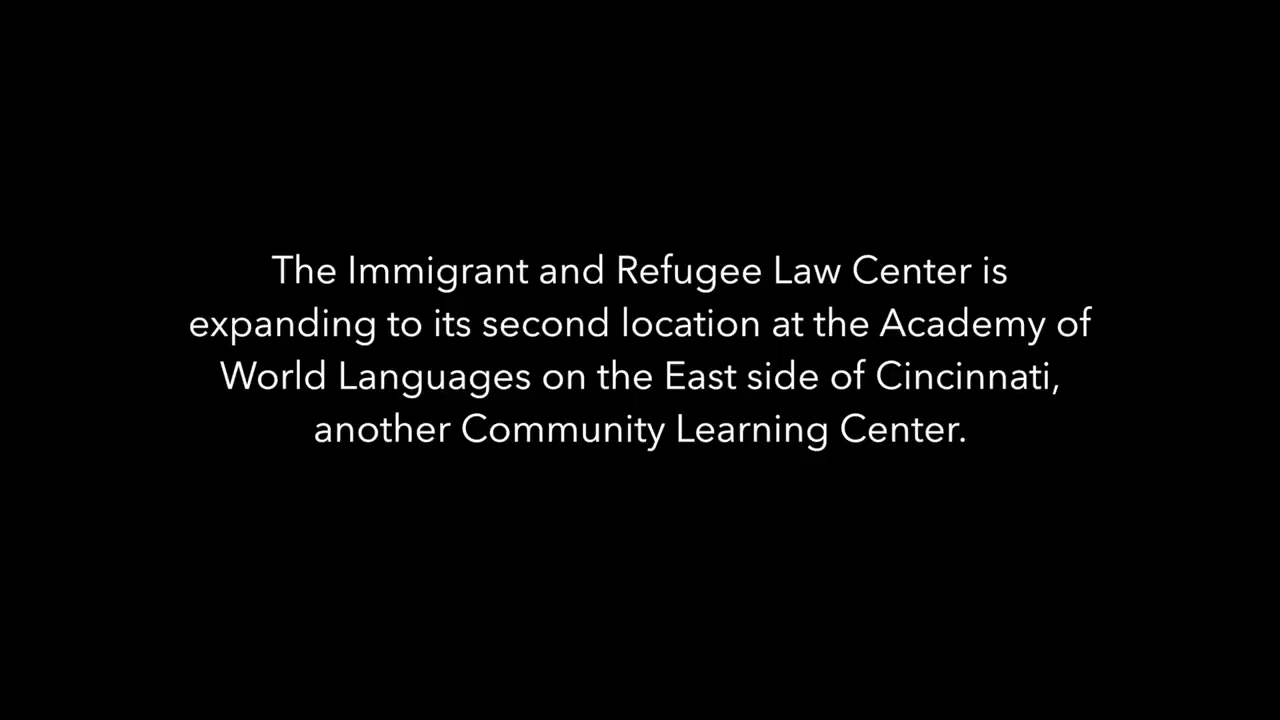 The Immigrant and Refugee Law Center is
expanding to its second location at the Academy of
World Languages on the East side of Cincinnati,
another Community Learning Center.